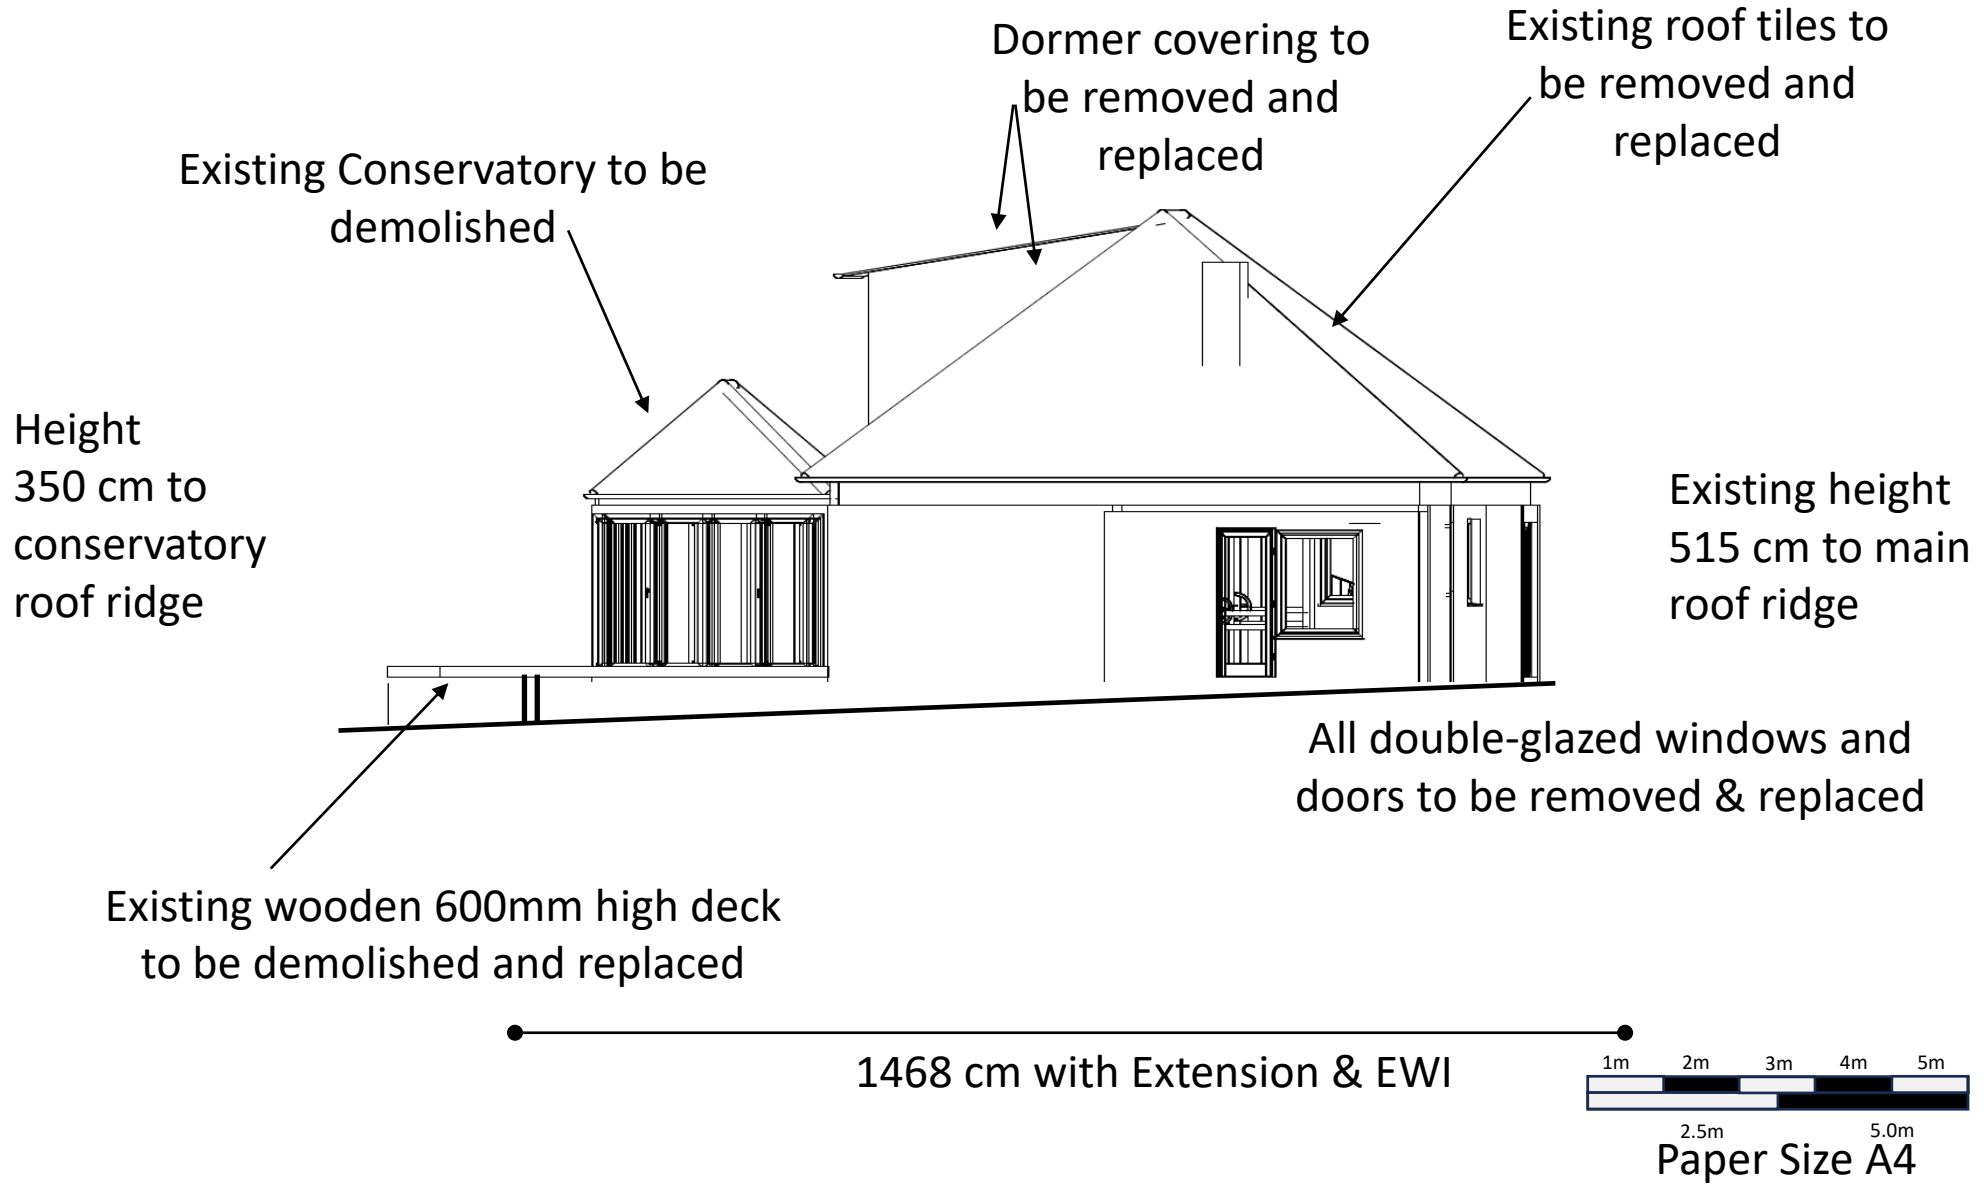 Dormer covering to
be removed and
replaced
Existing roof tiles to
be removed and
replaced
Existing Conservatory to be
demolished
Height
350 cm to
conservatory
roof ridge
Existing height
515 cm to main
roof ridge
All double-glazed windows and
doors to be removed & replaced
Existing wooden 600mm high deck
to be demolished and replaced
1468 cm with Extension & EWI
1m 2m 3m 4m 5m
2.5m 5.0m
Paper Size A4